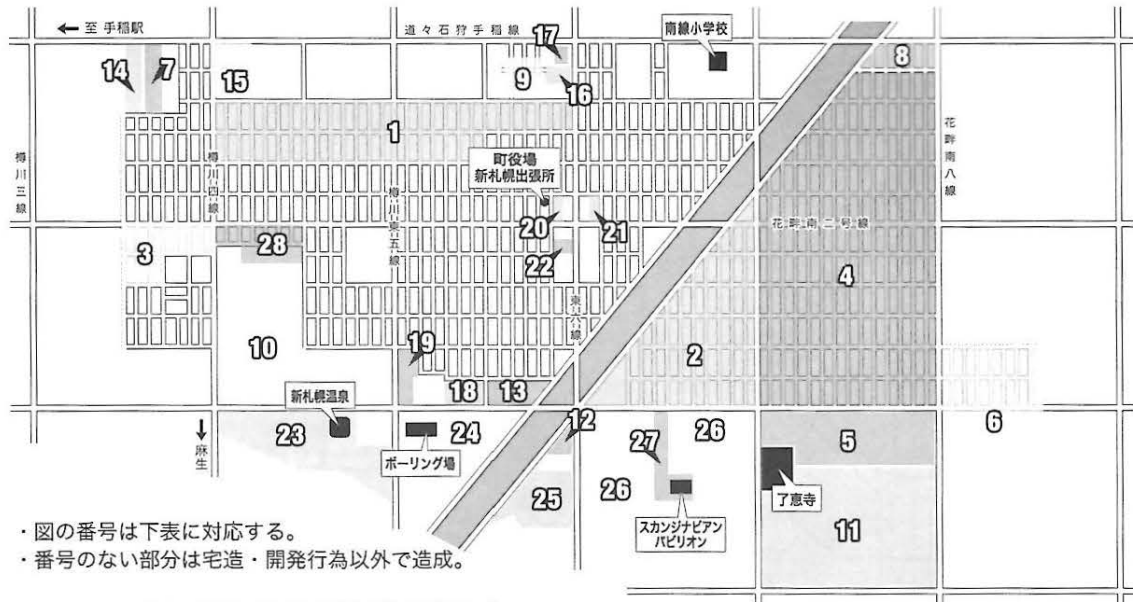 ← 至 手稲駅
道々石狩手稲線
南線小学校
17
8
14
7
15
9
16
1
花畔南八線
樽川三線
樽川四線
樽川東五線
町役場
新札幌出張所
20
21
花畔南二号線
3
28
22
4
東六線
19
10
2
18
13
新札幌温泉
↓
麻生
23
24
ボーリング場
12
27
26
5
6
25
26
スカンジナビアン
パビリオン
了恵寺
11
・図の番号は下表に対応する。
・番号のない部分は宅造・開発行為以外で造成。